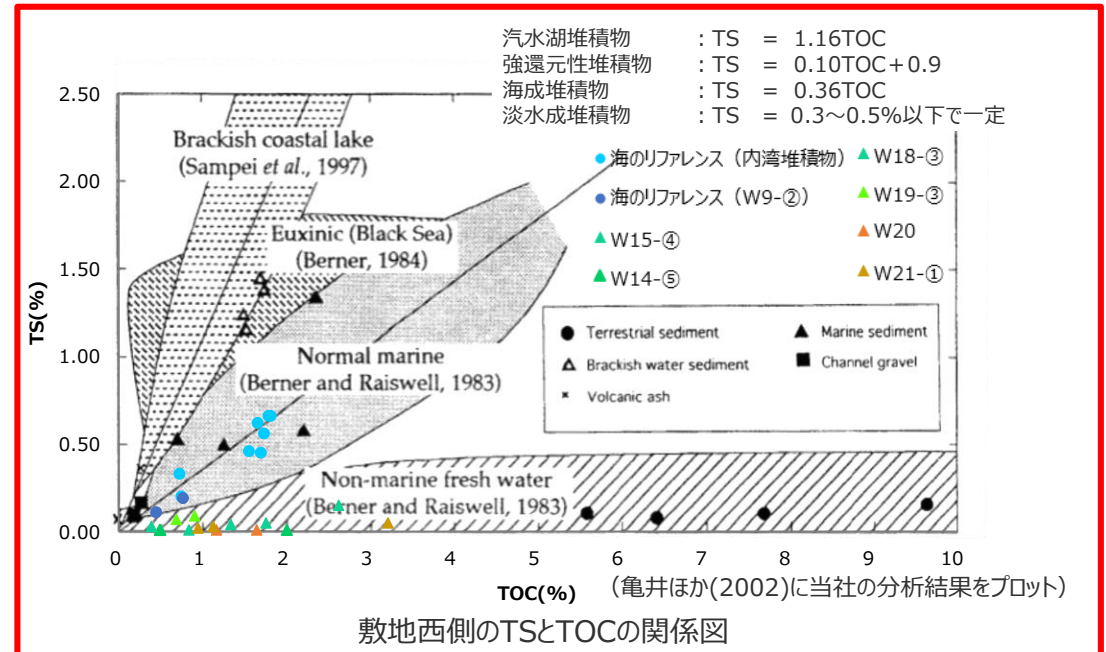 汽水湖堆積物 : TS = 1.16TOC
強還元性堆積物 : TS = 0.10TOC+0.9
海成堆積物 : TS = 0.36TOC
淡水成堆積物 : TS = 0.3~0.5%以下で一定
2.50
2.00
1.50
1.00
0.50
0.00
TS(%)
Brackish coastal lake
(Sampei et al., 1997)
Euxinic (Black Sea)
(Berner, 1984)
Normal marine
(Berner and Raiswell, 1983)
Non-marine fresh water
(Berner and Raiswell, 1983)
海のリファレンス(内湾堆積物)
海のリファレンス(W9-②)
W15-④
W14-⑤
W18-③
W19-③
W20
W21-①
Terrestrial sediment
Brackish water sediment
Volcanic ash
Marine sediment
Channel gravel
0 1 2 3 4 5 6 7 8 9 10
TOC(%)
(亀井ほか(2002)に当社の分析結果をプロット)
敷地西側のTSとTOCの関係図